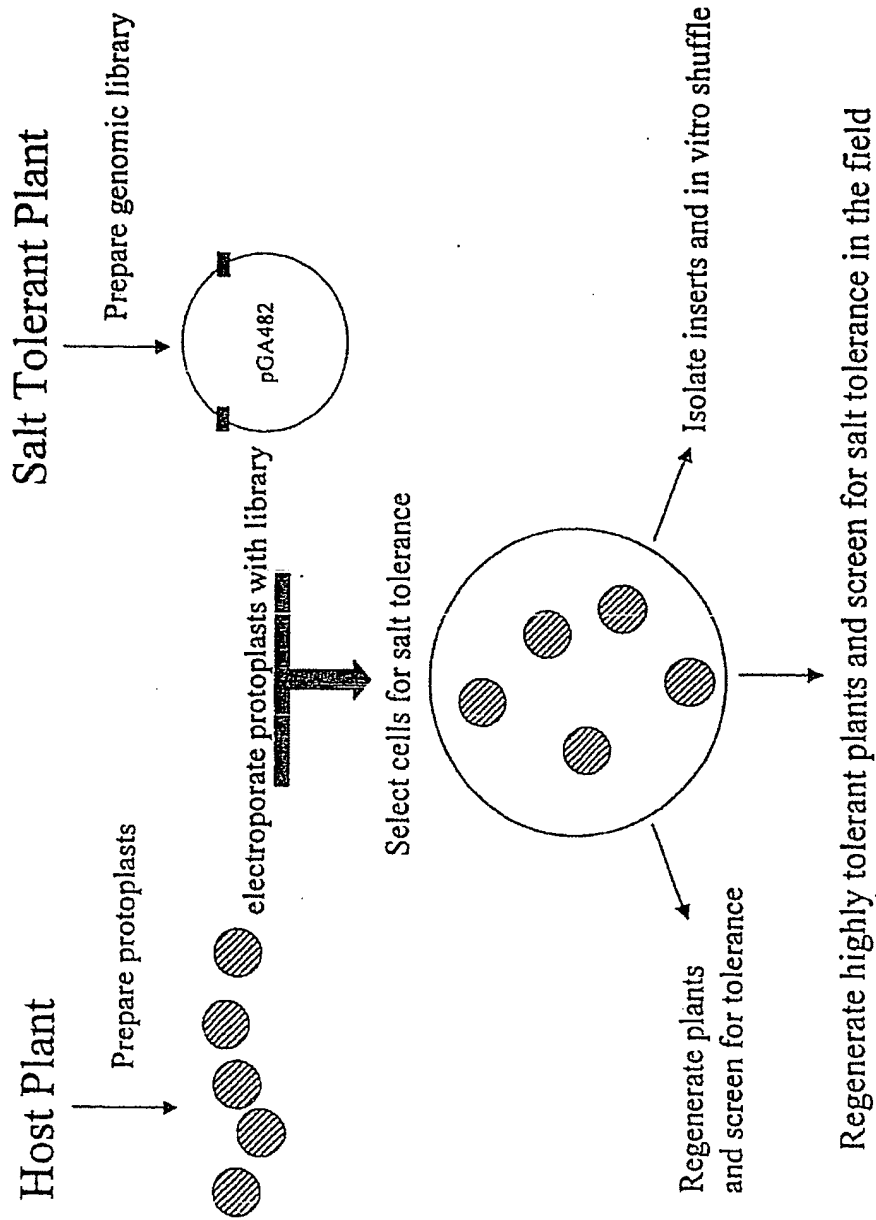 Host Plant
Salt Tolerant Plant
Prepare protoplasts
Prepare genomic library
pGA482
electroporate protoplasts with library
Select cells for salt tolerance
Regenerate plants
and screen for tolerance
Isolate inserts and in vitro shuffle
Regenerate highly tolerant plants and screen for salt tolerance in the field